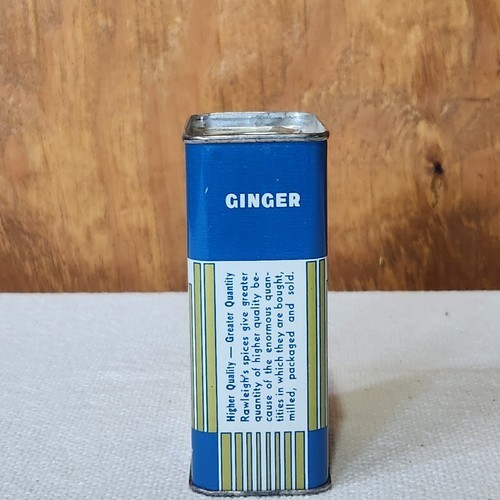 GINGER
Higher Quality — Greater Quantity
Rawleigh's spices give greater
quantity of higher quality be-
cause of the enormous quan-
tities in which they are bought,
milled, packaged and sold.